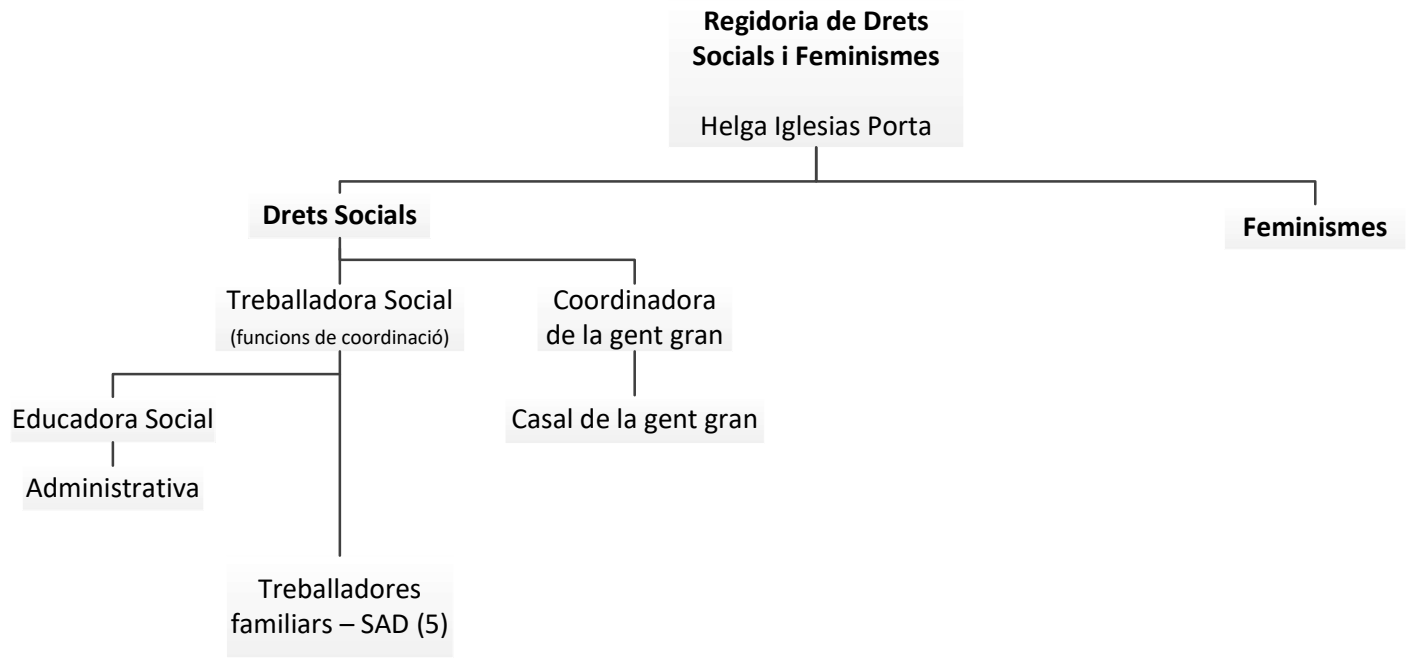 Regidoria de Drets
Socials i Feminismes
Helga Iglesias Porta
Drets Socials
Feminismes
Treballadora Social
(funcions de coordinació)
Coordinadora
de la gent gran
Educadora Social
Casal de la gent gran
Administrativa
Treballadores
familiars – SAD (5)